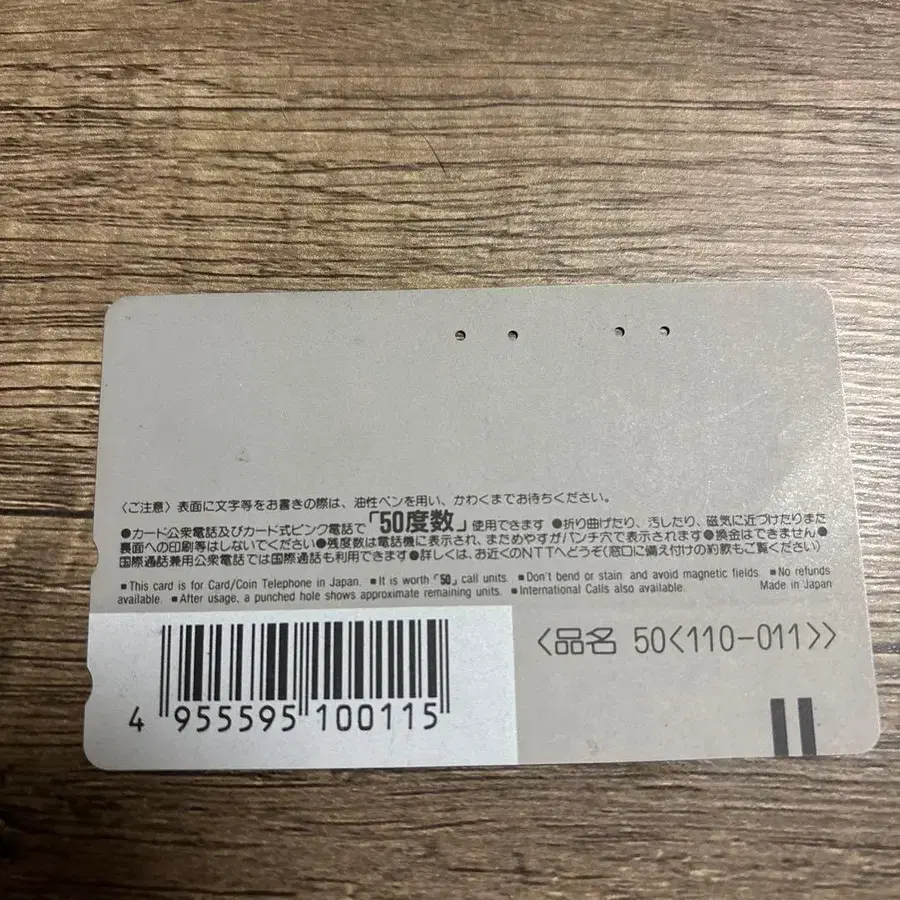 〈ご注意〉表面に文字等をお書きの際は、油性ペンを用い、かわくまでお待ちください。
●カード公衆電話及びカード式ピンク電話で「50度数」使用できます ●折り曲げたり、汚したり、磁気に近づけたりまた
裏面への印刷等はしないでください●残度数は電話機に表示され、まためやすがパンチ穴で表示されます●換金はできません●
国際通話兼用公衆電話では国際通話も利用できます●詳しくは、お近くのNTTへどうぞ(窓口に備え付けの約款もご覧ください)
■This card is for Card/Coin Telephone in Japan. ■It is worth「50」call units. ■Don't bend or stain and avoid magnetic fields. ■No refunds
available. ■After usage, a punched hole shows approximate remaining units. ■International Calls also available. Made in Japan
〈品名 50〈110-011〉〉
4 955595 100115